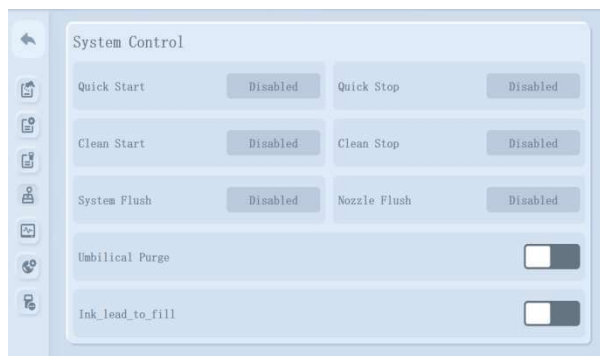 System Control
Quick Start Disabled Quick Stop Disabled
Clean Start Disabled Clean Stop Disabled
System Flush Disabled Nozzle Flush Disabled
Umbilical Purge
Ink_lead_to_fill